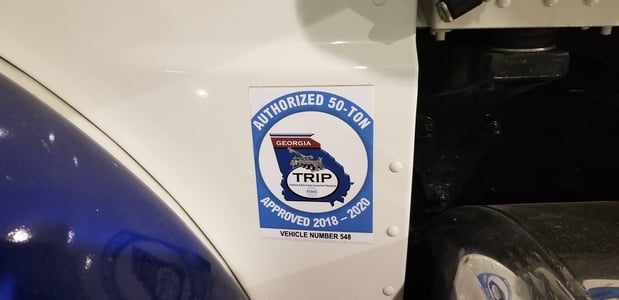 AUTHORIZED 50-TON
GEORGIA
TRIP
APPROVED 2018 - 2020
VEHICLE NUMBER 548